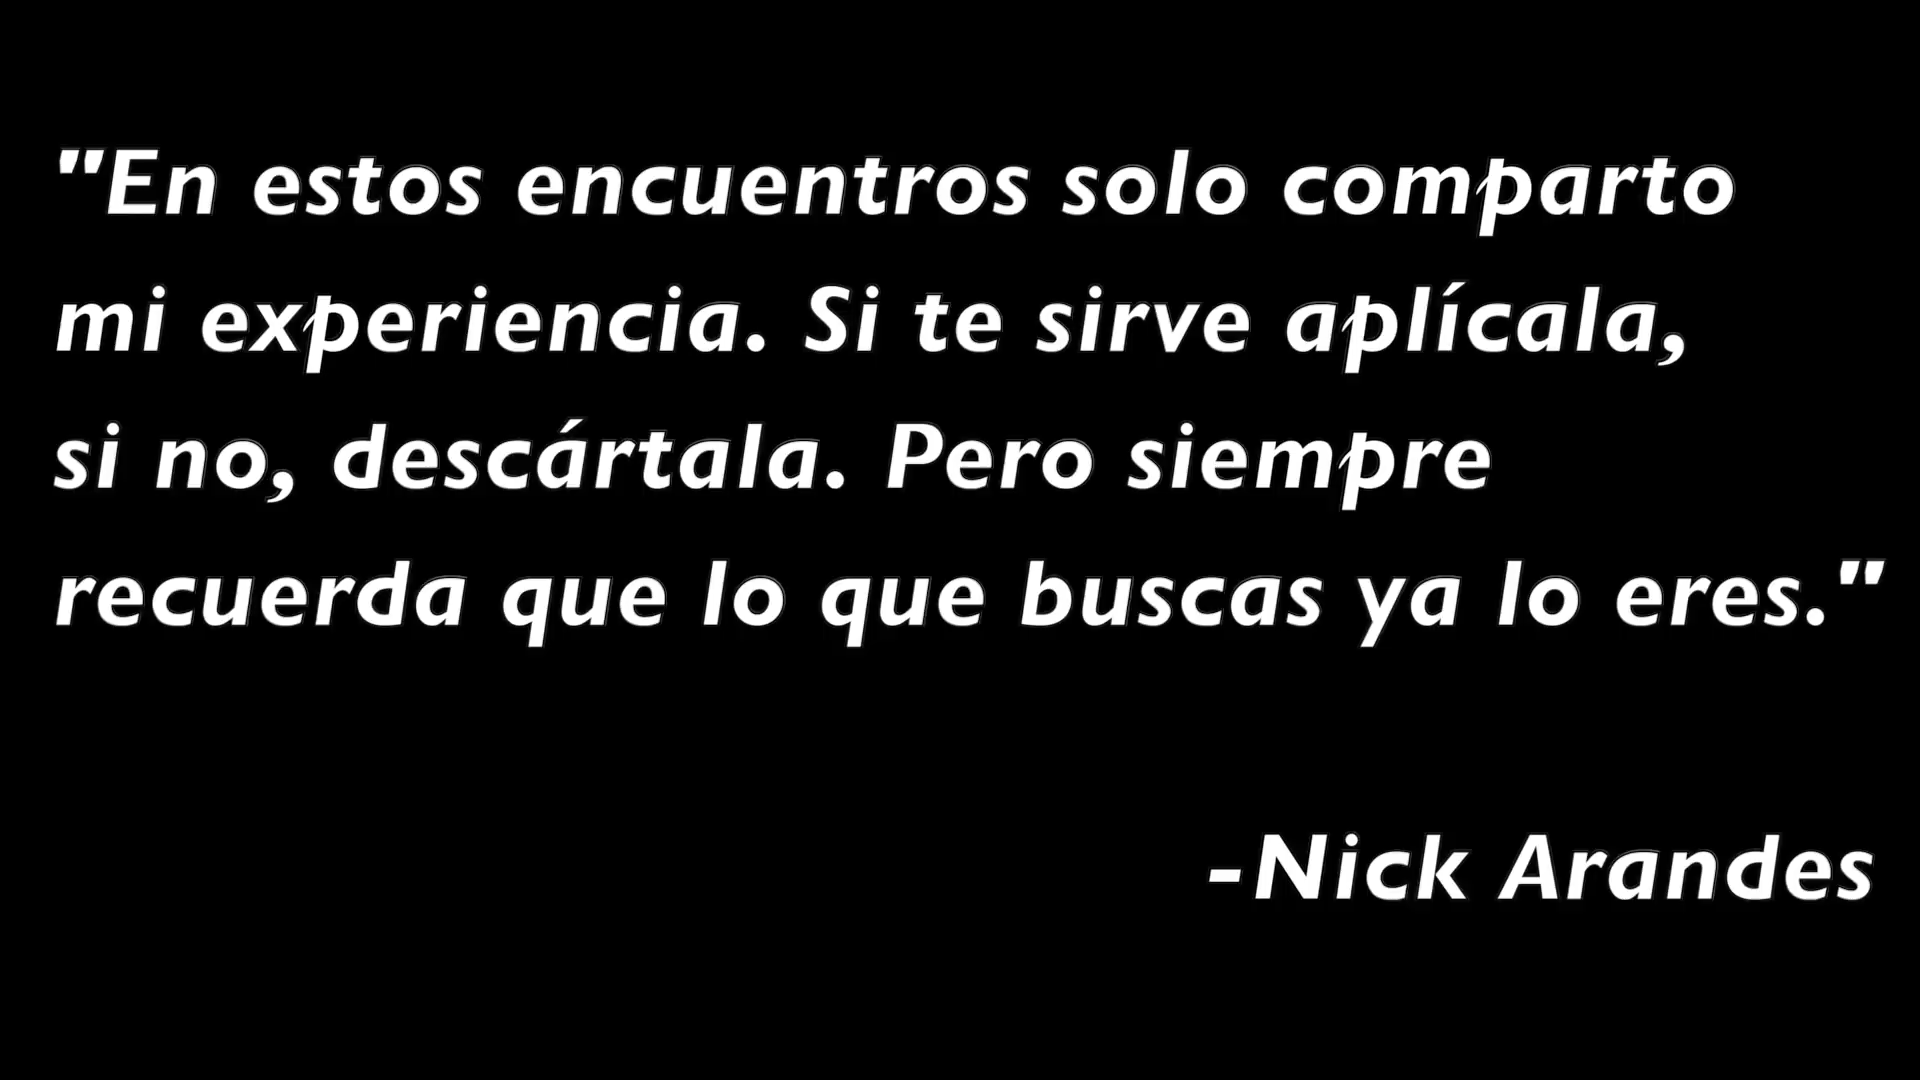 "En estos encuentros solo comparto
mi experiencia. Si te sirve aplícala,
si no, descártala. Pero siempre
recuerda que lo que buscas ya lo eres."
-Nick Arandes